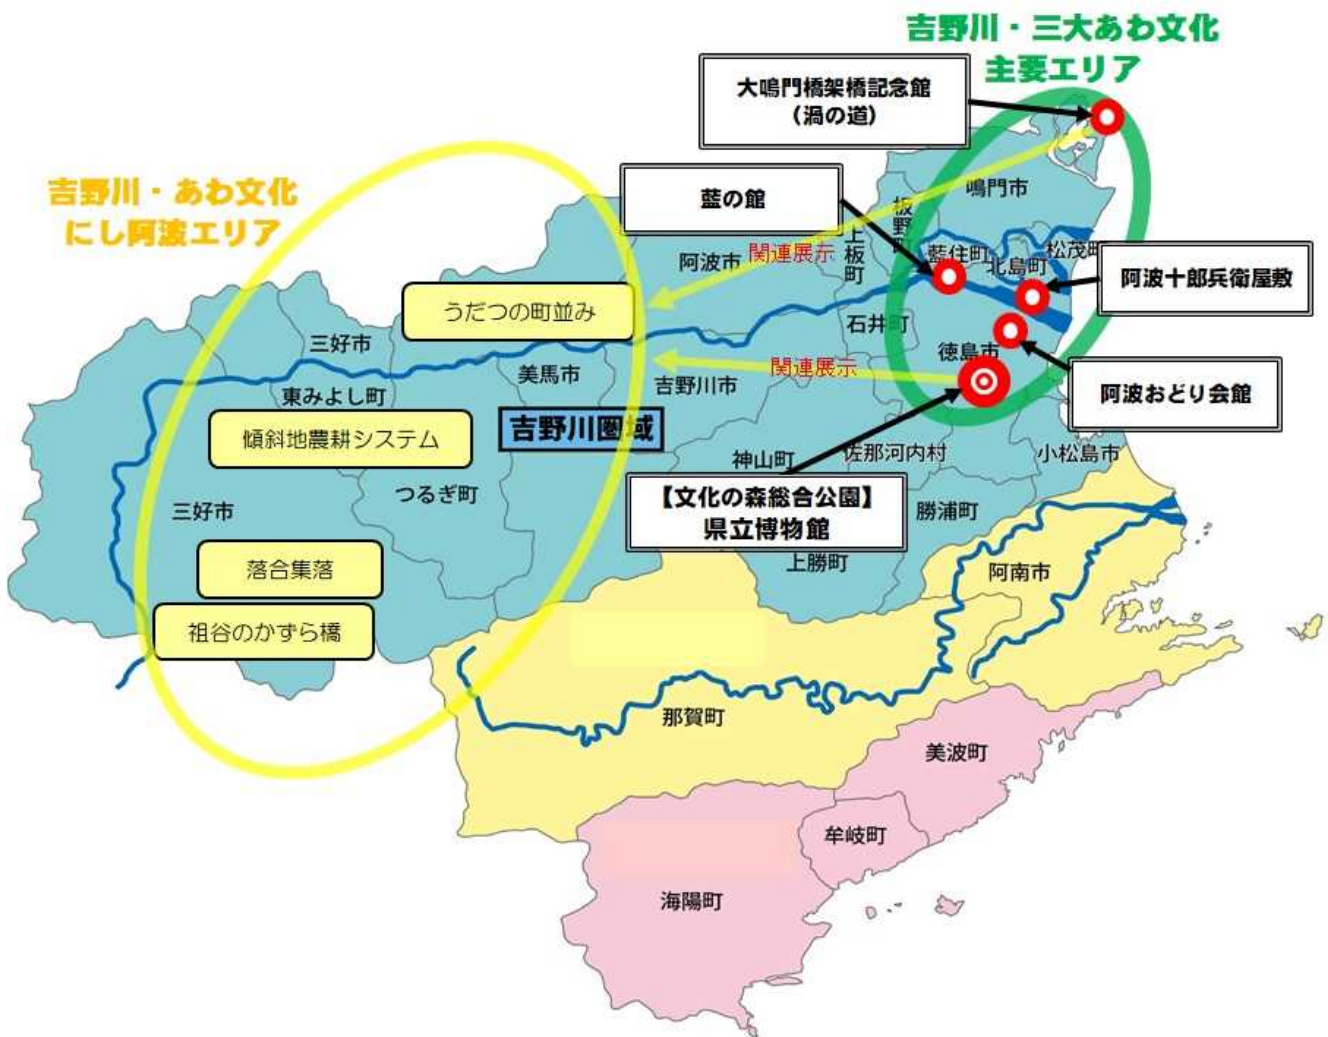 吉野川・三大あわ文化
主要エリア
大鳴門橋架橋記念館
（渦の道）
吉野川・あわ文化
にし阿波エリア
藍の館
鳴門市
板野町
上板町
阿波市
関連展示
藍住町
北島町
松茂町
阿波十郎兵衛屋敷
うだつの町並み
石井町
徳島市
三好市
美馬市
吉野川市
関連展示
東みよし町
阿波おどり会館
傾斜地農耕システム
吉野川圏域
神山町
佐那河内村
小松島市
つるぎ町
三好市
【文化の森総合公園】
県立博物館
勝浦町
上勝町
落合集落
阿南市
祖谷のかずら橋
那賀町
美波町
牟岐町
海陽町